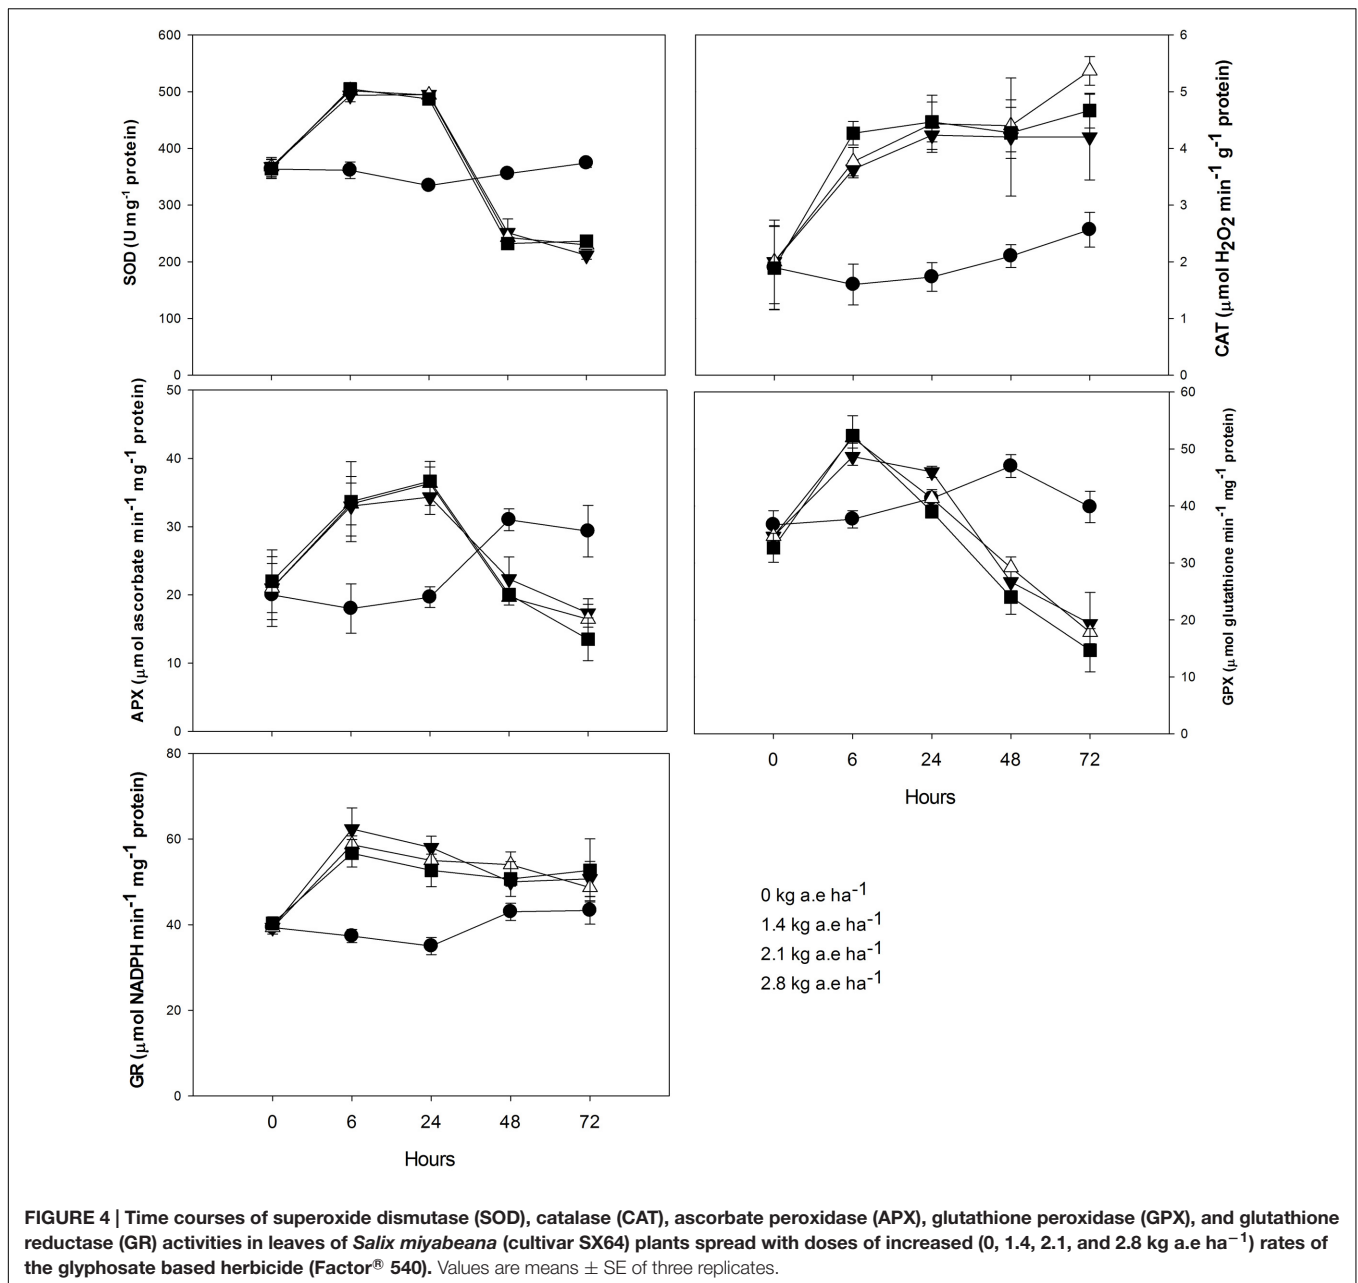 600
500
400
300
200
100
0
SOD (U mg⁻¹ protein)
6
5
4
3
2
1
0
CAT (μmol H₂O₂ min⁻¹ g⁻¹ protein)
50
40
30
20
10
0
APX (μmol ascorbate min⁻¹ mg⁻¹ protein)
60
50
40
30
20
10
0
GPX (μmol glutathione min⁻¹ mg⁻¹ protein)
0 6 24 48 72
Hours
80
60
40
20
0
GR (μmol NADPH min⁻¹ mg⁻¹ protein)
0 6 24 48 72
Hours
0 kg a.e ha⁻¹
1.4 kg a.e ha⁻¹
2.1 kg a.e ha⁻¹
2.8 kg a.e ha⁻¹
FIGURE 4 | Time courses of superoxide dismutase (SOD), catalase (CAT), ascorbate peroxidase (APX), glutathione peroxidase (GPX), and glutathione
reductase (GR) activities in leaves of Salix miyabeana (cultivar SX64) plants spread with doses of increased (0, 1.4, 2.1, and 2.8 kg a.e ha⁻¹) rates of
the glyphosate based herbicide (Factor® 540). Values are means ± SE of three replicates.